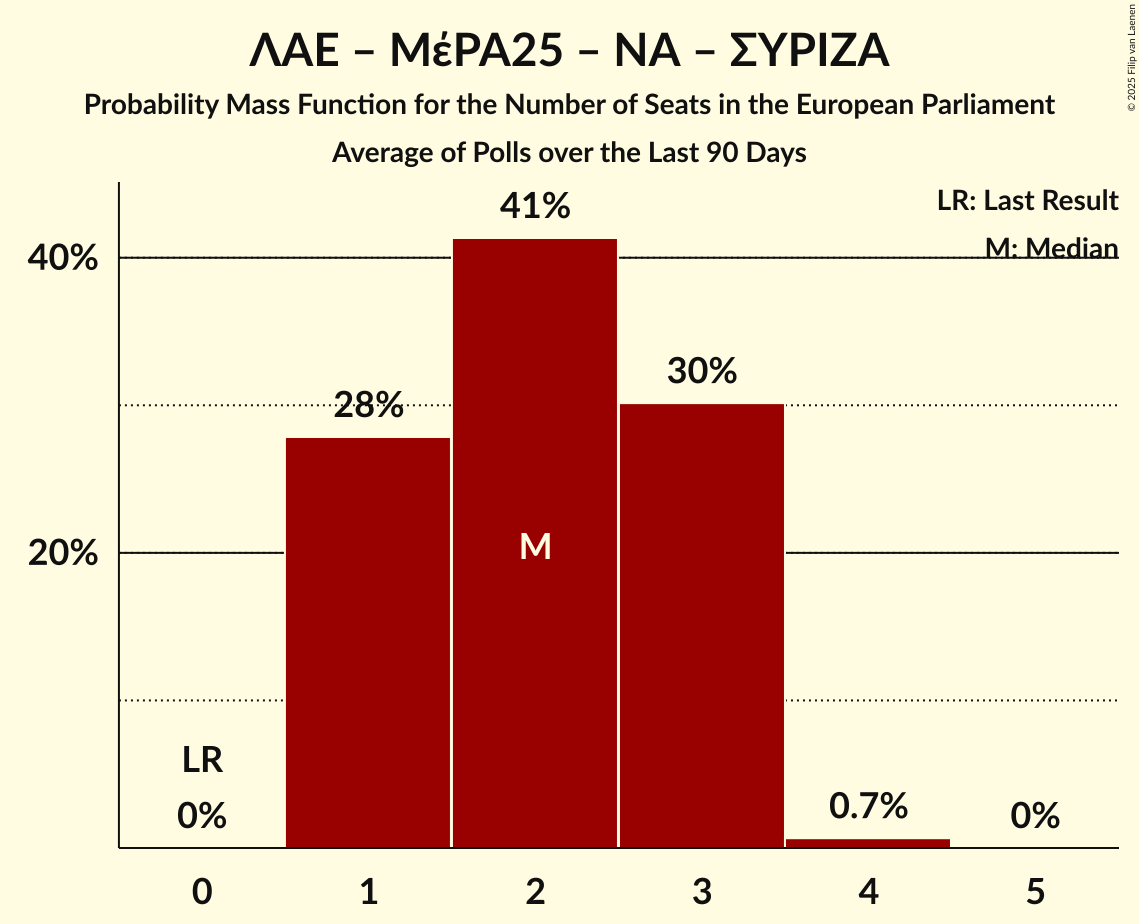 ΛΑΕ – ΜέΡΑ25 – ΝΑ – ΣΥΡΙΖΑ
Probability Mass Function for the Number of Seats in the European Parliament
Average of Polls over the Last 90 Days
© 2025 Filip van Laenen
LR: Last Result
M: Median
41%
40%
30%
28%
20%
M
LR
0%
0.7%
0%
0 1 2 3 4 5